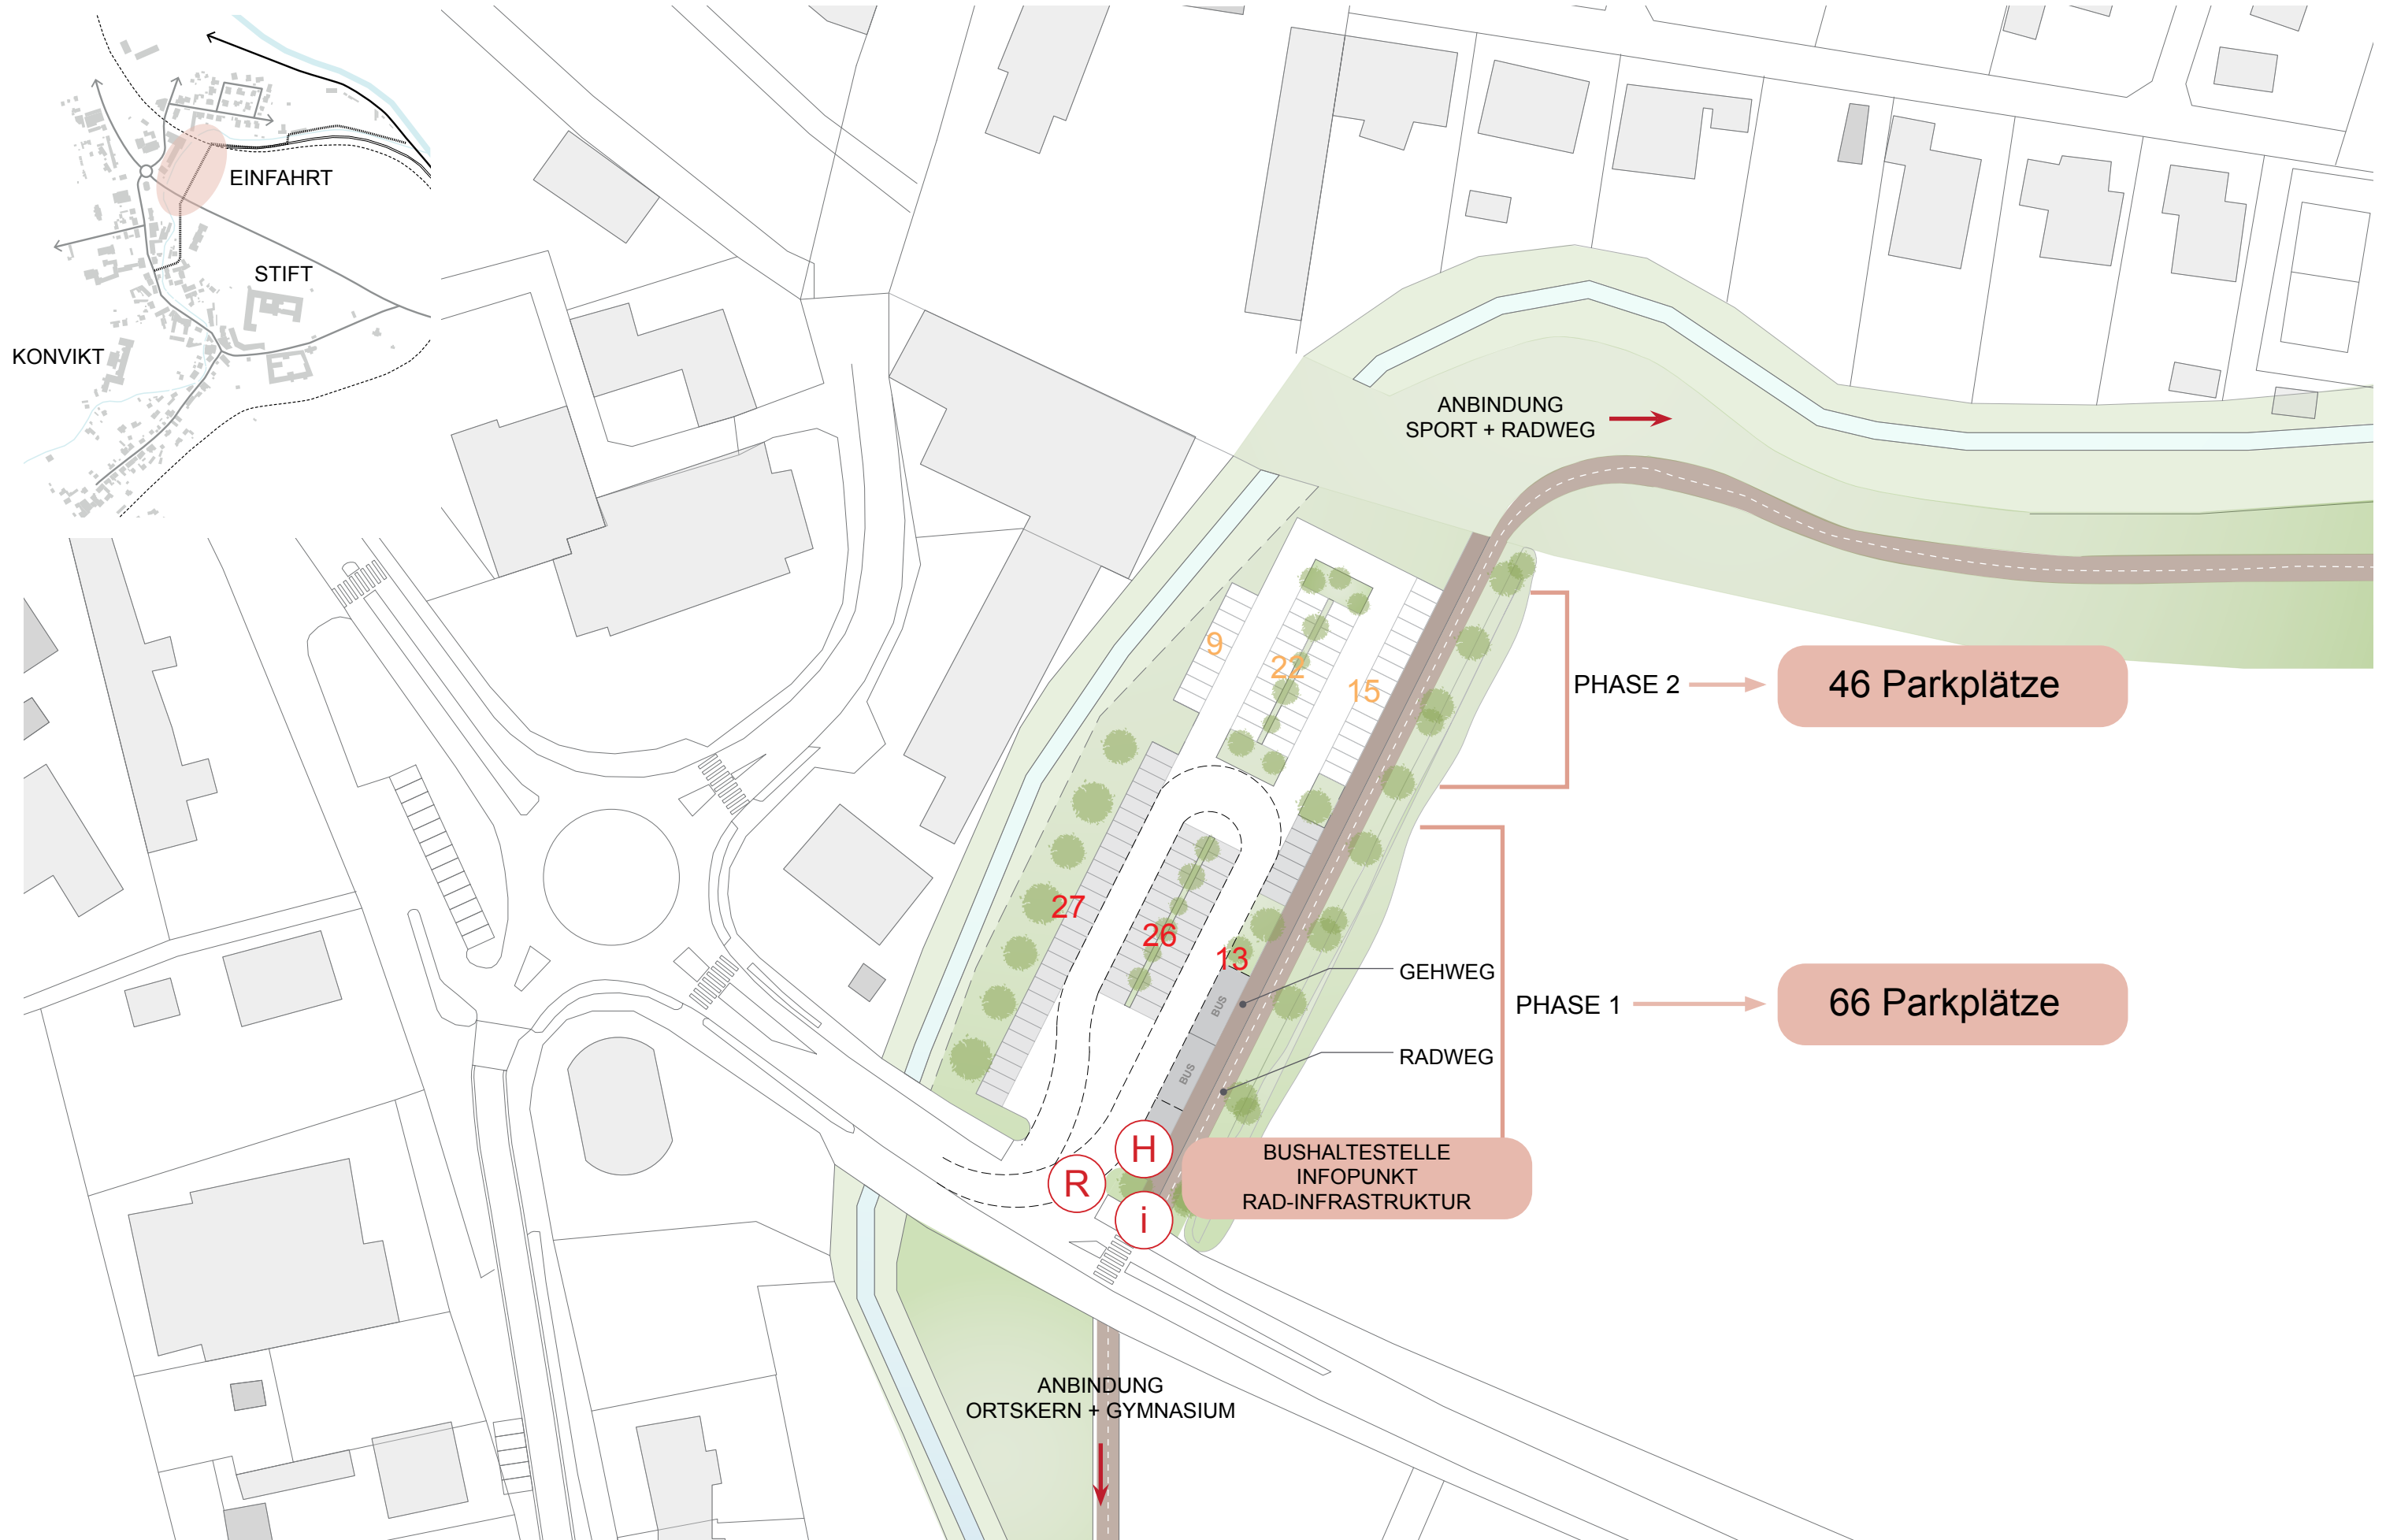 EINFAHRT
STIFT
KONVIKT
ANBINDUNG
SPORT + RADWEG
9
22
15
PHASE 2
46 Parkplätze
27
26
13
GEHWEG
BUS
PHASE 1
66 Parkplätze
RADWEG
BUS
H
R
i
BUSHALTESTELLE
INFOPUNKT
RAD-INFRASTRUKTUR
ANBINDUNG
ORTSKERN + GYMNASIUM